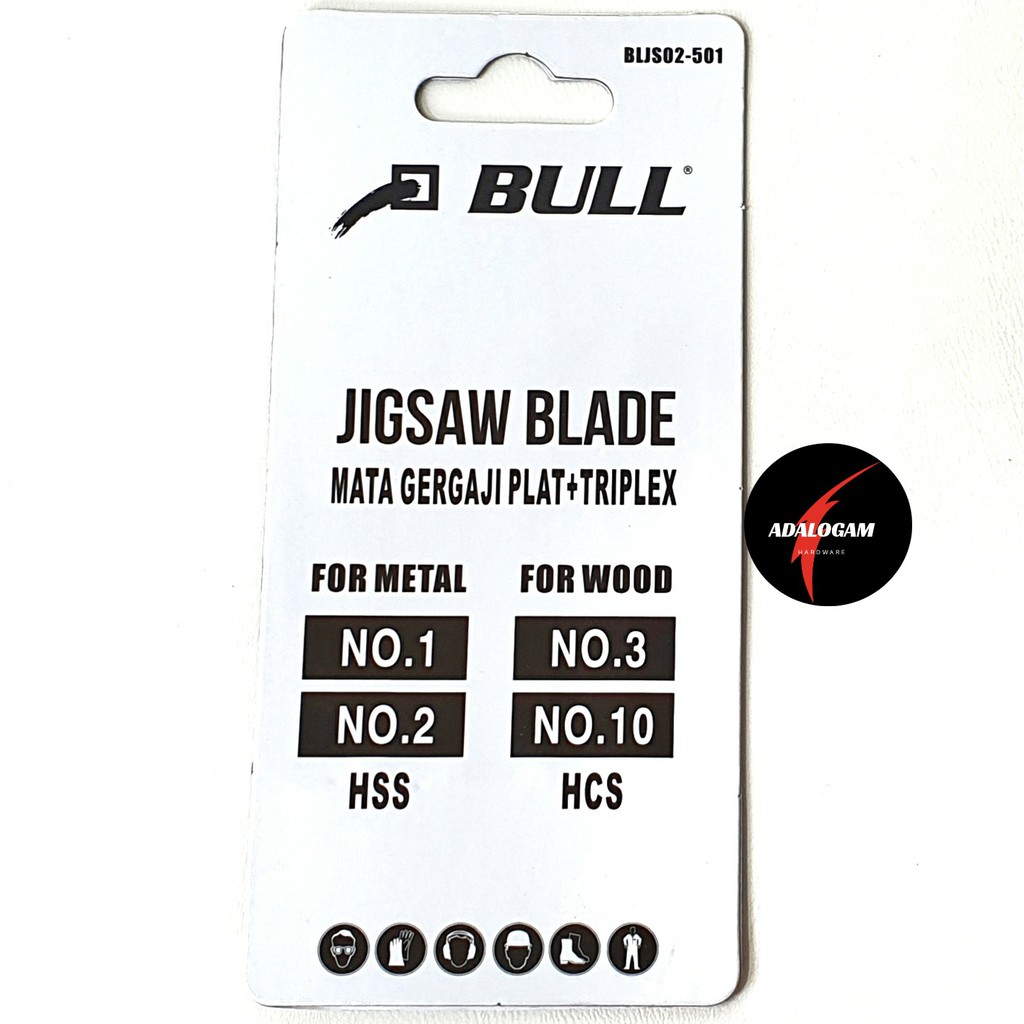 BLJS02-501
BULL®
JIGSAW BLADE
MATA GERGAJI PLAT+TRIPLEX
FOR METAL
NO.1
NO.2
HSS
FOR WOOD
NO.3
NO.10
HCS
ADALOGAM
HARDWARE